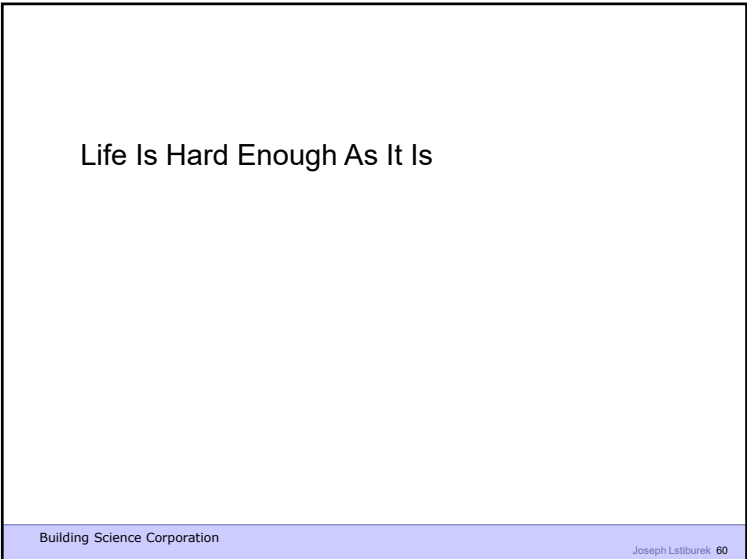 Life Is Hard Enough As It Is
Building Science Corporation
Joseph Lstiburek 60